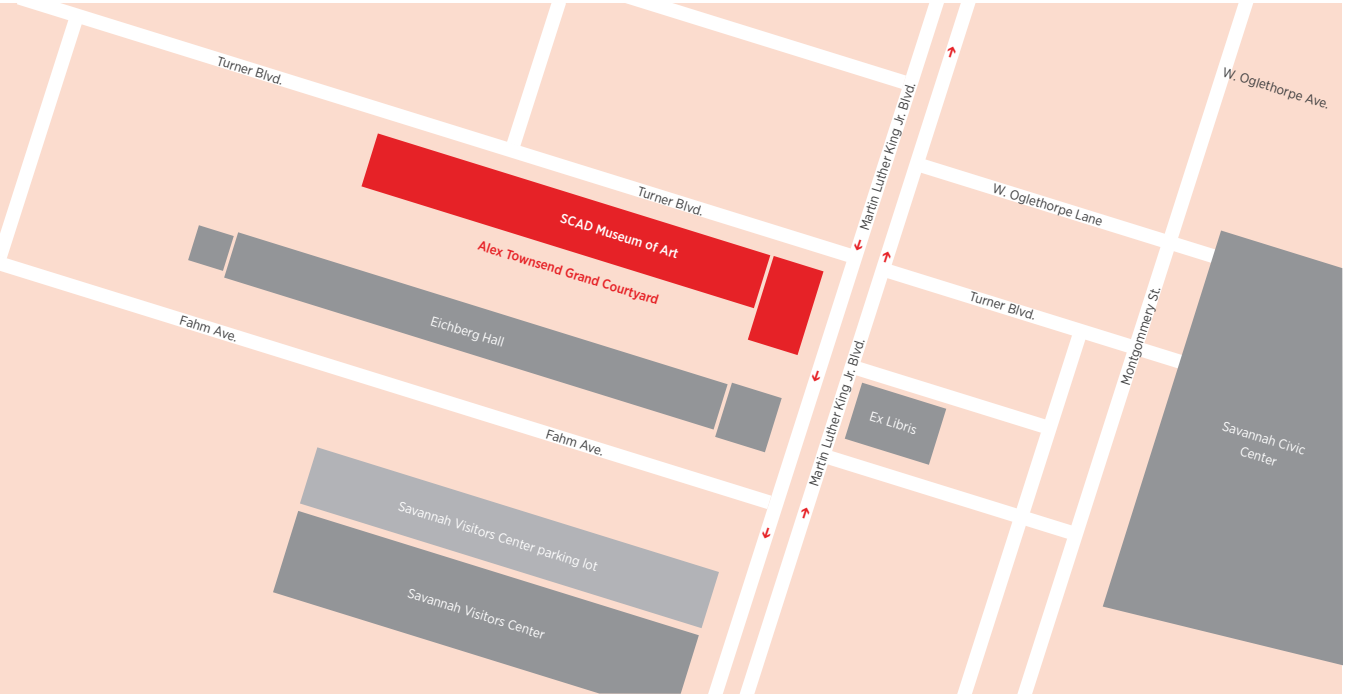 Turner Blvd.
W. Oglethorpe Ave.
Martin Luther King Jr. Blvd.
Turner Blvd.
W. Oglethorpe Lane
SCAD Museum of Art
Alex Townsend Grand Courtyard
Turner Blvd.
Montgommery St.
Fahm Ave.
Eichberg Hall
Martin Luther King Jr. Blvd.
Ex Libris
Fahm Ave.
Savannah Civic
Center
Savannah Visitors Center parking lot
Savannah Visitors Center